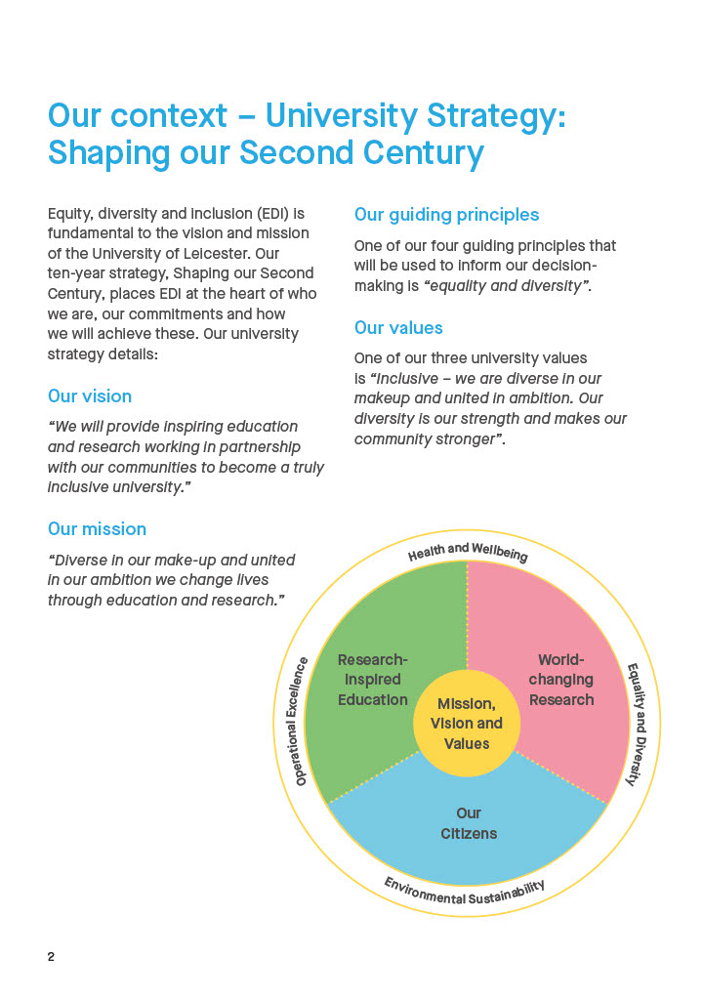 Our context – University Strategy:
Shaping our Second Century
Equity, diversity and inclusion (EDI) is
fundamental to the vision and mission
of the University of Leicester. Our
ten-year strategy, Shaping our Second
Century, places EDI at the heart of who
we are, our commitments and how
we will achieve these. Our university
strategy details:
Our vision
“We will provide inspiring education
and research working in partnership
with our communities to become a truly
inclusive university.”
Our mission
“Diverse in our make-up and united
in our ambition we change lives
through education and research.”
Our guiding principles
One of our four guiding principles that
will be used to inform our decision-
making is “equality and diversity”.
Our values
One of our three university values
is “Inclusive – we are diverse in our
makeup and united in ambition. Our
diversity is our strength and makes our
community stronger”.
Health and Wellbeing
Equality and Diversity
Environmental Sustainability
Operational Excellence
Research-
Inspired
Education
World-
changing
Research
Mission,
Vision and
Values
Our
Citizens
2